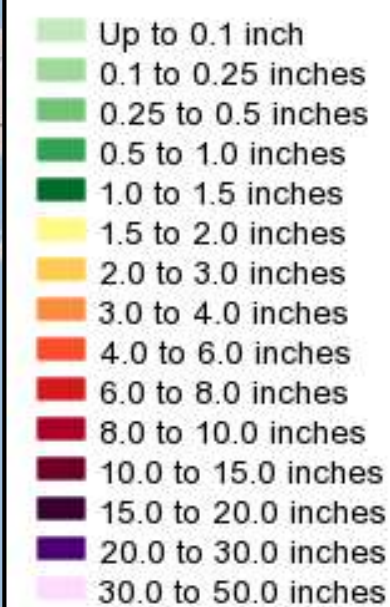 Up to 0.1 inch
0.1 to 0.25 inches
0.25 to 0.5 inches
0.5 to 1.0 inches
1.0 to 1.5 inches
1.5 to 2.0 inches
2.0 to 3.0 inches
3.0 to 4.0 inches
4.0 to 6.0 inches
6.0 to 8.0 inches
8.0 to 10.0 inches
10.0 to 15.0 inches
15.0 to 20.0 inches
20.0 to 30.0 inches
30.0 to 50.0 inches